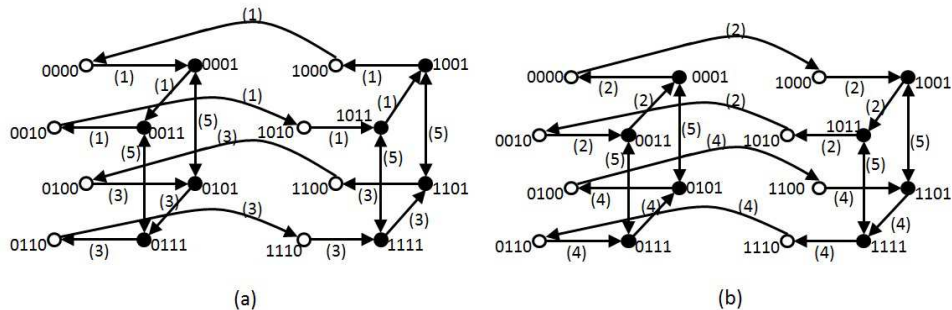 (1) (2)
0000 (1) 0001 1000 (1) 1001 0000 (2) 0001 1000 (2) 1001
(1) (1) 1011 (1) (2) (2) 1011 (2)
0010 (1) 0011 (5) 1010 (1) (5) 0010 (2) 0011 (5) 1010 (2) (5)
(5) (3) (5) (5) (4) (5)
0100 (3) 0101 1100 (3) 1101 0100 (4) 0101 1100 (4) 1101
(3) (3) (3) (4) (4) (4)
0110 (3) 0111 1110 (3) 1111 0110 (4) 0111 1110 (4) 1111
(a) (b)